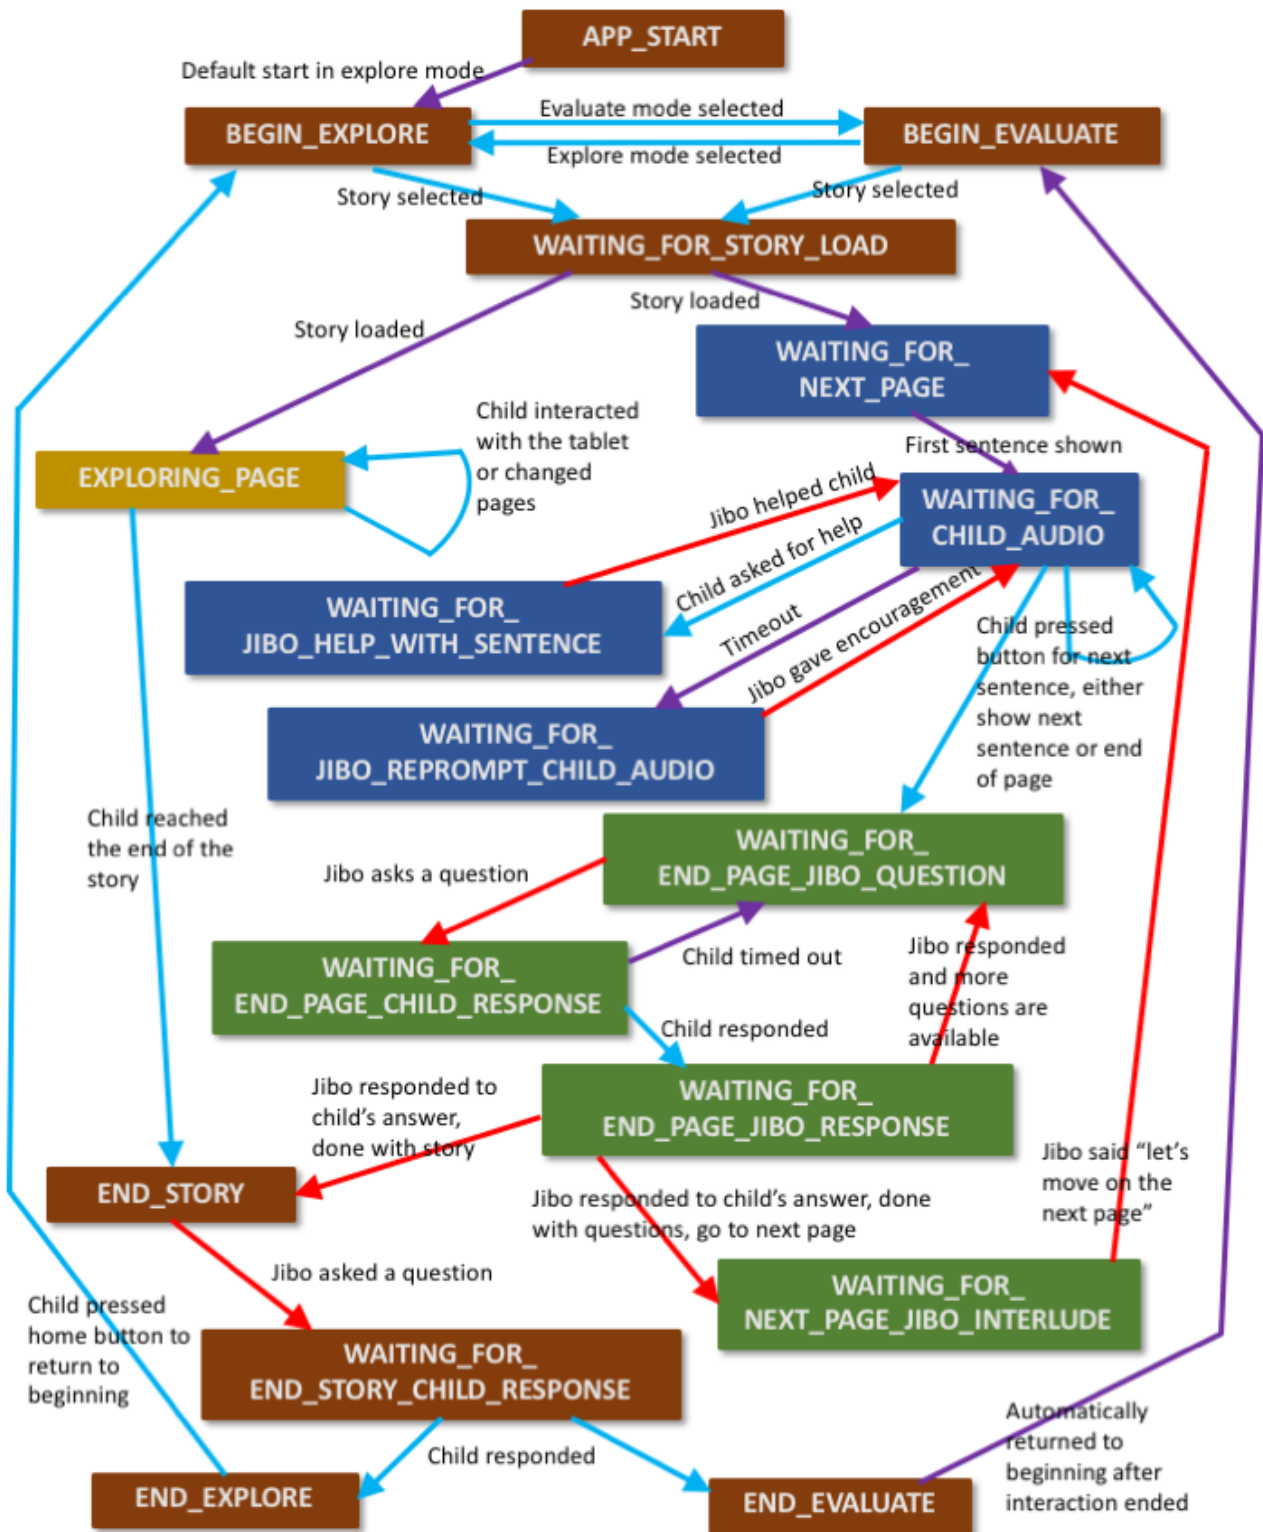 APP_START
Default start in explore mode
BEGIN_EXPLORE
Evaluate mode selected
Explore mode selected
BEGIN_EVALUATE
Story selected
Story selected
WAITING_FOR_STORY_LOAD
Story loaded
Story loaded
WAITING_FOR_
NEXT_PAGE
Child interacted
with the tablet
or changed
pages
First sentence shown
EXPLORING_PAGE
WAITING_FOR_
CHILD_AUDIO
Jibo helped child
Child asked for help
WAITING_FOR_
JIBO_HELP_WITH_SENTENCE
Timeout
Jibo gave encouragement
Child pressed
button for next
sentence, either
show next
sentence or end
of page
WAITING_FOR_
JIBO_REPROMPT_CHILD_AUDIO
Child reached
the end of the
story
WAITING_FOR_
END_PAGE_JIBO_QUESTION
Jibo asks a question
WAITING_FOR_
END_PAGE_CHILD_RESPONSE
Child timed out
Jibo responded
and more
questions are
available
Child responded
WAITING_FOR_
END_PAGE_JIBO_RESPONSE
Jibo responded to
child's answer,
done with story
END_STORY
Jibo responded to child's answer, done
with questions, go to next page
Jibo said “let's
move on the
next page”
Jibo asked a question
WAITING_FOR_
NEXT_PAGE_JIBO_INTERLUDE
Child pressed
home button to
return to
beginning
WAITING_FOR_
END_STORY_CHILD_RESPONSE
Child responded
Automatically
returned to
beginning after
interaction ended
END_EXPLORE
END_EVALUATE